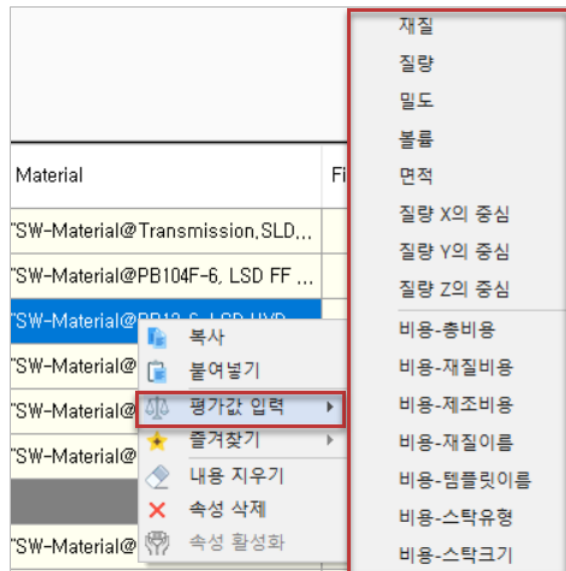 Material
Fi
"SW-Material@Transmission,SLD...
"SW-Material@PB104F-6, LSD FF ...
"SW-Material@
"SW-Material@
"SW-Material@
"SW-Material@
"SW-Material@
복사
붙여넣기
평가값 입력
즐겨찾기
내용 지우기
속성 삭제
속성 활성화
재질
질량
밀도
볼륨
면적
질량 X의 중심
질량 Y의 중심
질량 Z의 중심
비용-총비용
비용-재질비용
비용-제조비용
비용-재질이름
비용-템플릿이름
비용-스탁유형
비용-스탁크기